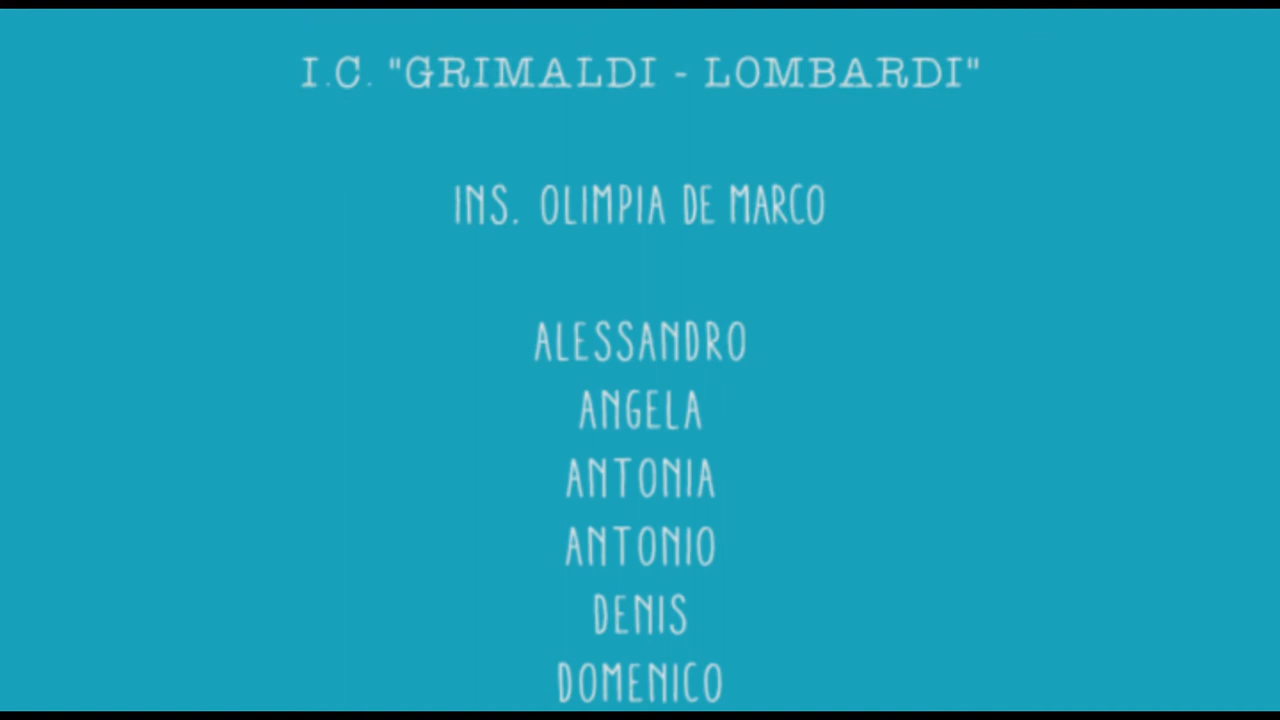 I.C. "GRIMALDI - LOMBARDI"
INS. OLIMPIA DE MARCO
ALESSANDRO
ANGELA
ANTONIA
ANTONIO
DENIS
DOMENICO